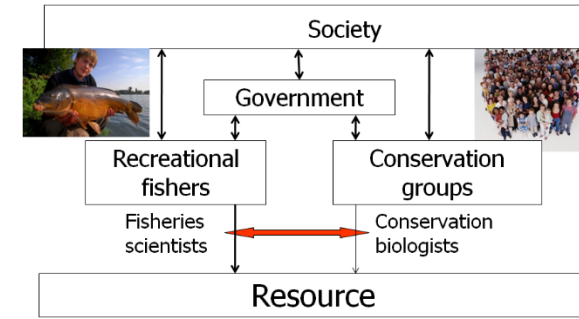 Society
Government
Recreational
fishers
Conservation
groups
Fisheries
scientists
Conservation
biologists
Resource